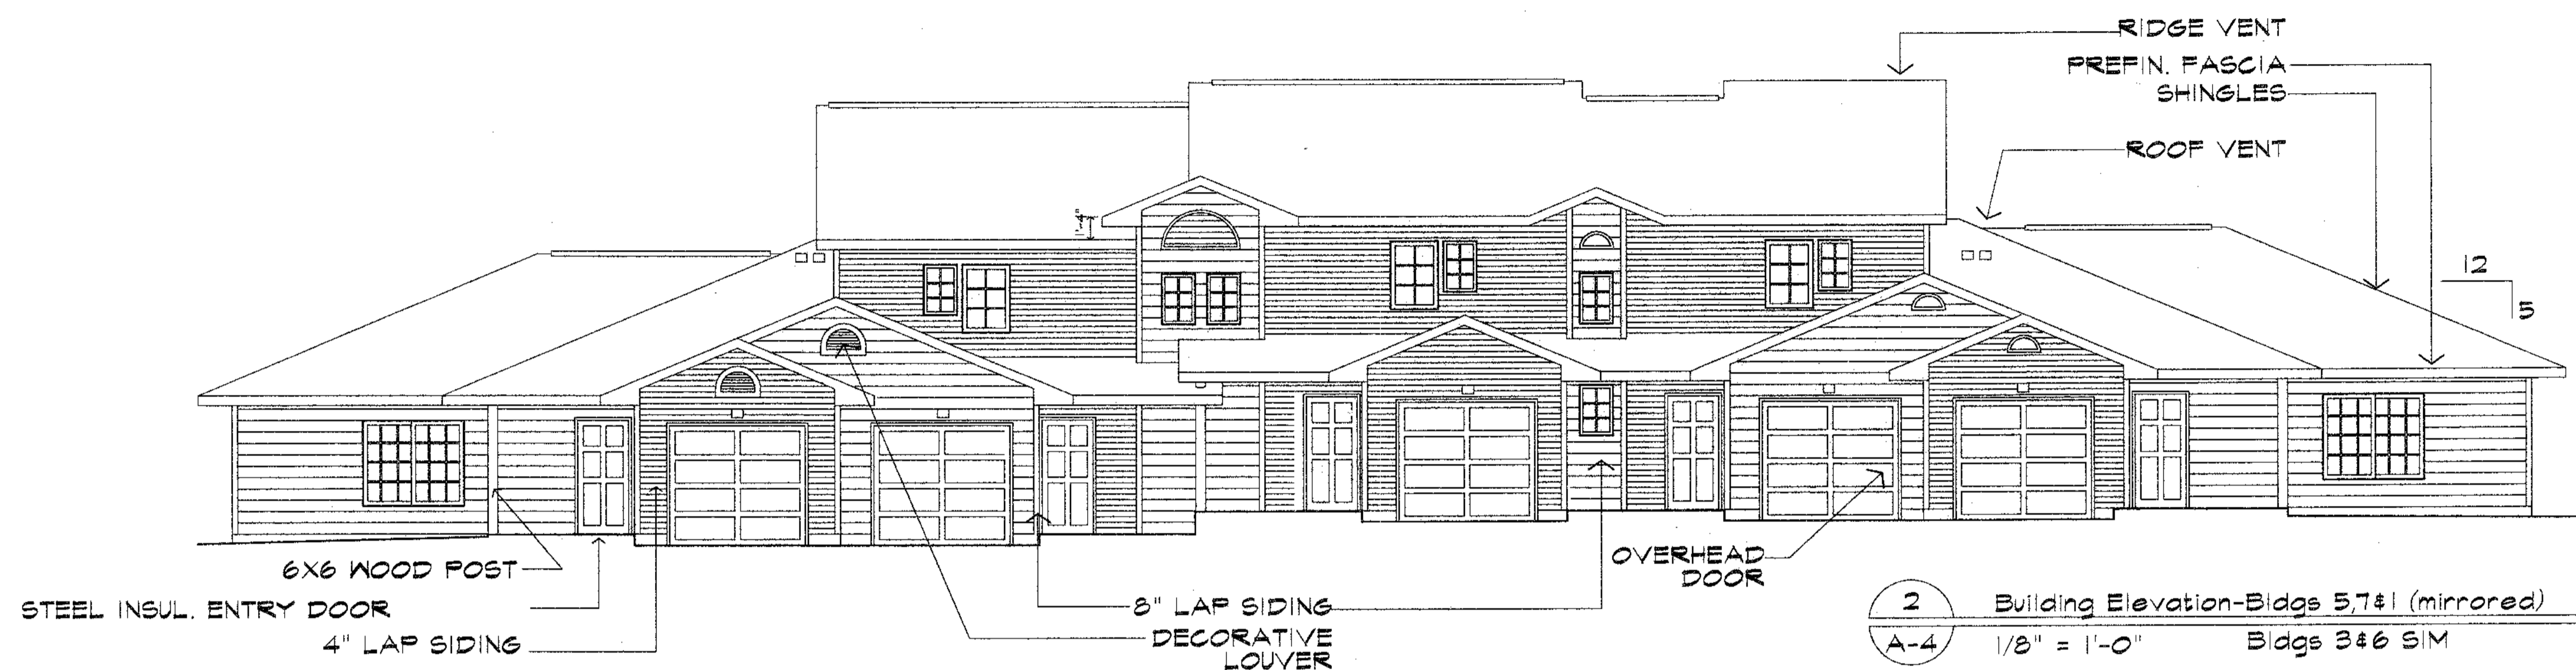 RIDGE VENT
PREFIN. FASCIA
SHINGLES
ROOF VENT
12
5
6X6 WOOD POST
STEEL INSUL. ENTRY DOOR
4" LAP SIDING
8" LAP SIDING
DECORATIVE
LOUVER
OVERHEAD
DOOR
2
Building Elevation-Bldgs 5,7&1 (mirrored)
A-4
1/8" = 1'-0"
Bldgs 3&6 SIM